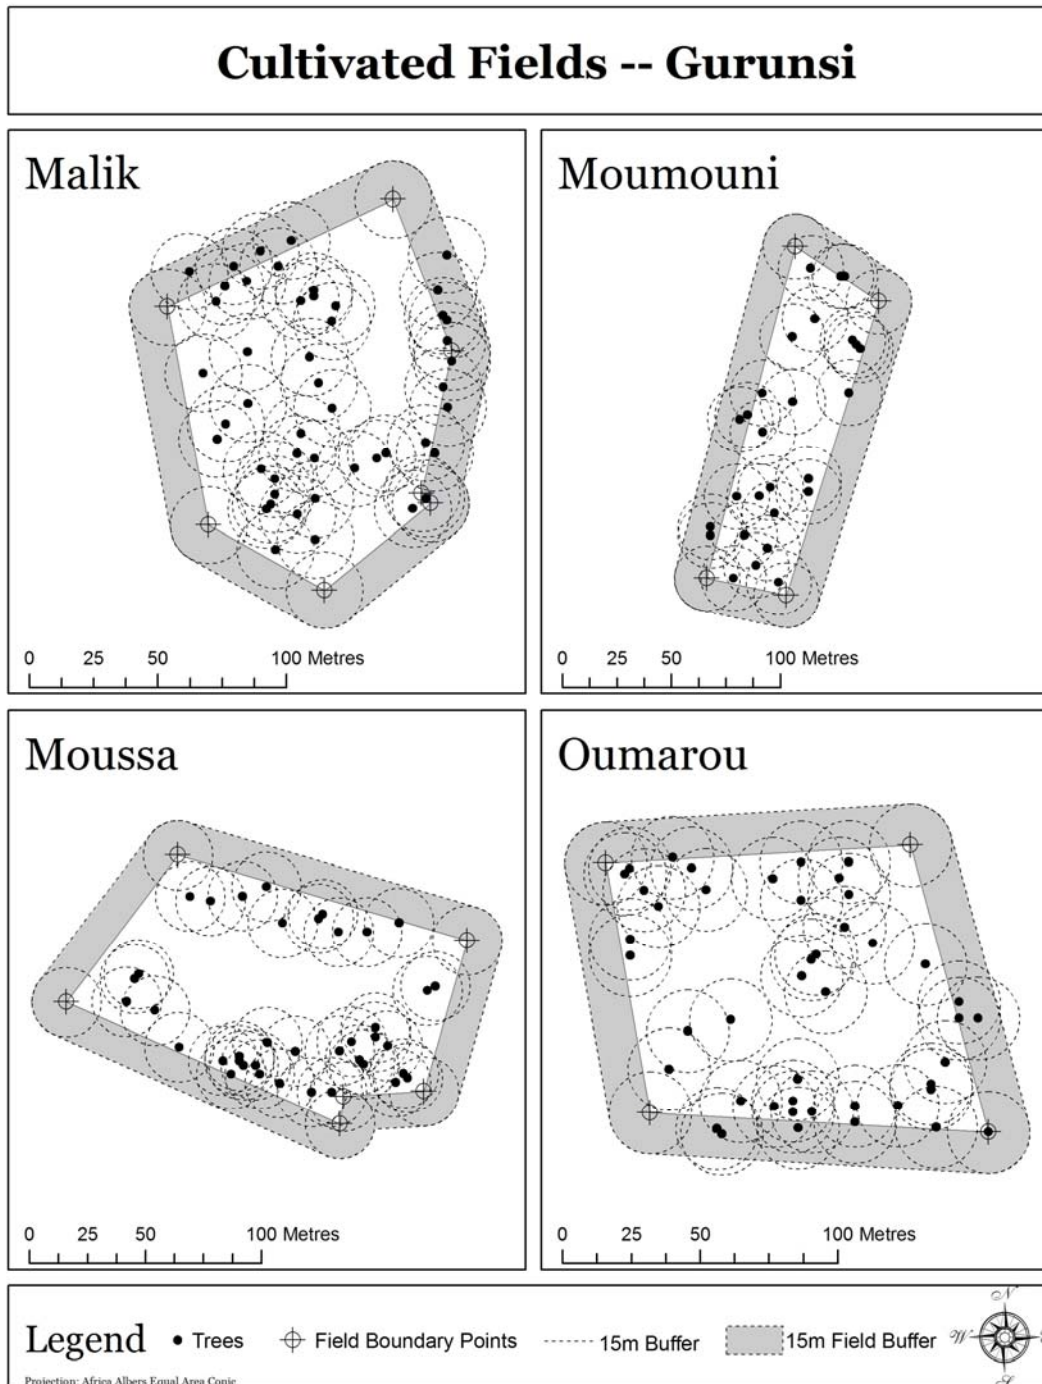 Cultivated Fields -- Gurunsi
Malik
0 25 50 100 Metres
Moumouni
0 25 50 100 Metres
Moussa
0 25 50 100 Metres
Oumarou
0 25 50 100 Metres
Legend Trees Field Boundary Points 15m Buffer 15m Field Buffer
N
W
S
Projection: Africa Albers Equal Area Conic